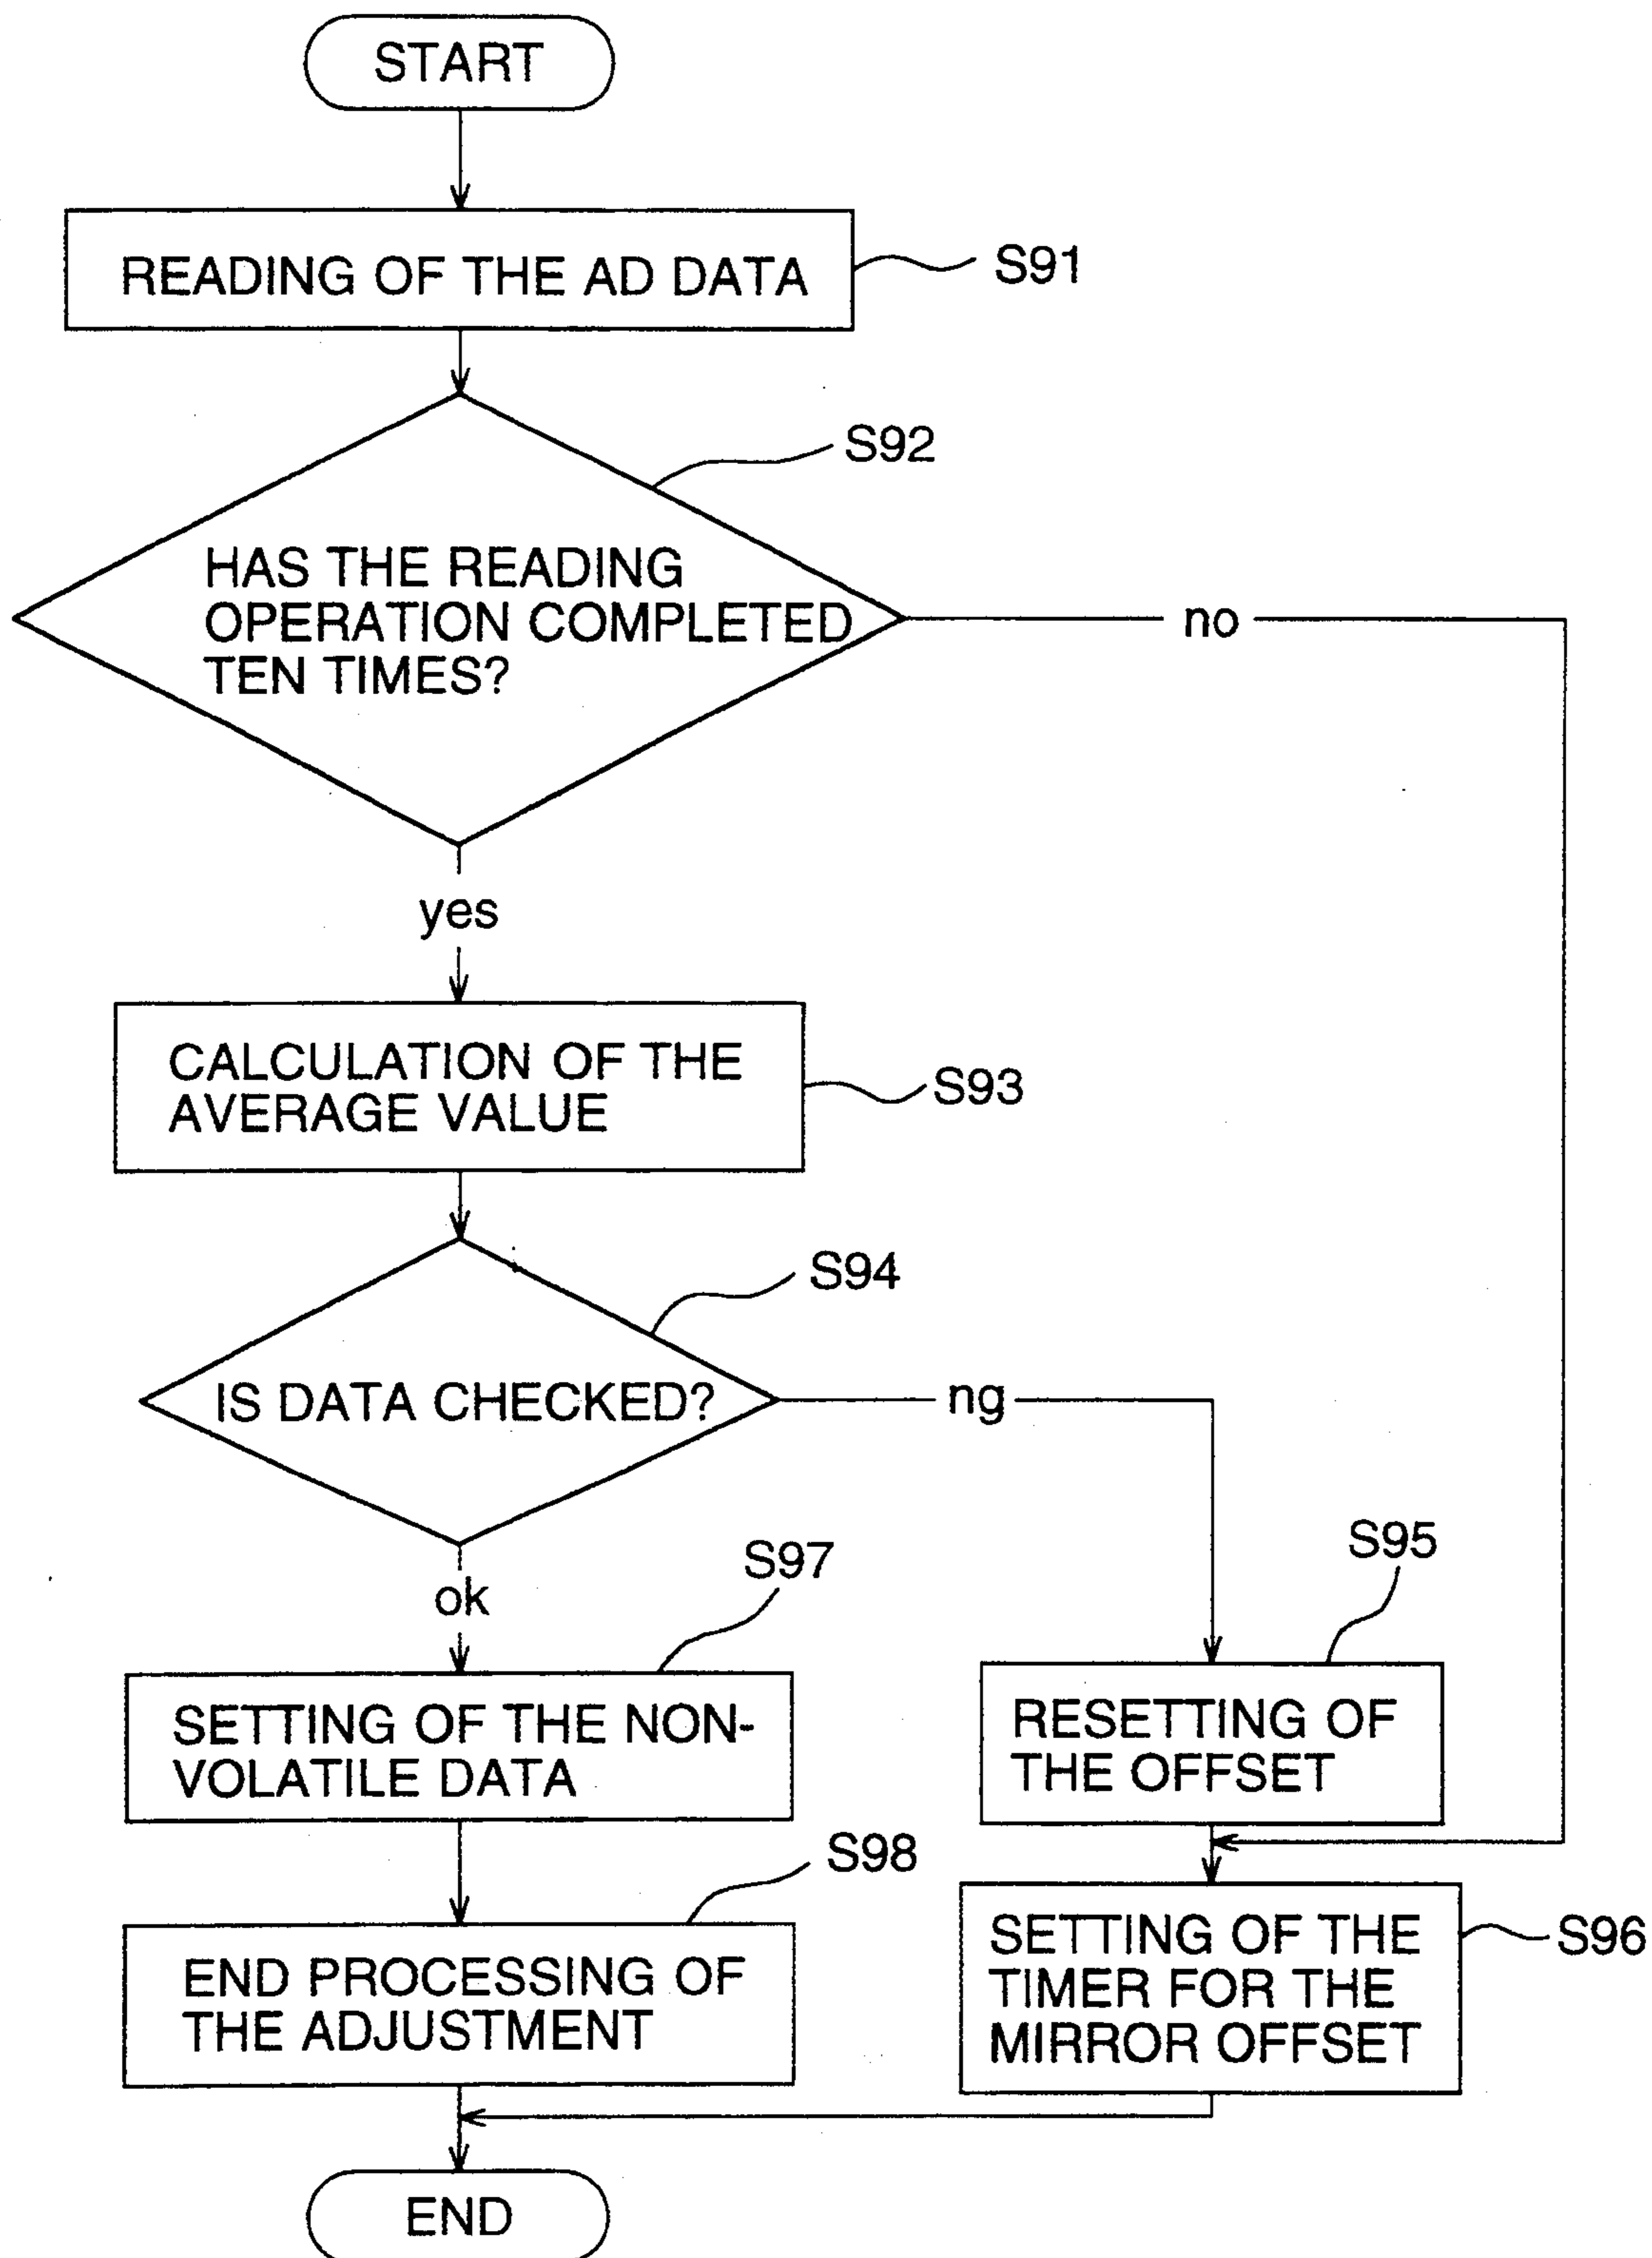 START
READING OF THE AD DATA
S91
S92
HAS THE READING
OPERATION COMPLETED
TEN TIMES?
no
yes
CALCULATION OF THE
AVERAGE VALUE
S93
S94
IS DATA CHECKED?
ng
ok
S97
S95
SETTING OF THE NON-
VOLATILE DATA
RESETTING OF
THE OFFSET
S98
END PROCESSING OF
THE ADJUSTMENT
SETTING OF THE
TIMER FOR THE
MIRROR OFFSET
S96
END